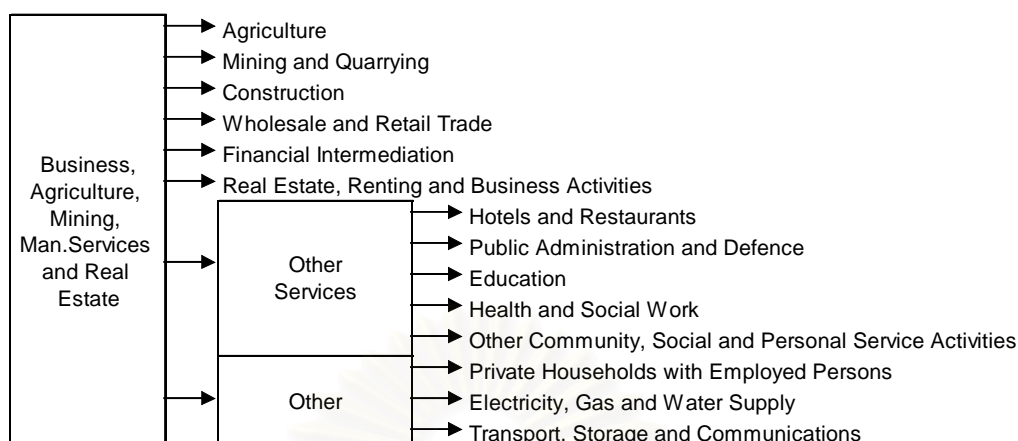 Business,
Agriculture,
Mining,
Man.Services
and Real
Estate
Agriculture
Mining and Quarrying
Construction
Wholesale and Retail Trade
Financial Intermediation
Real Estate, Renting and Business Activities
Other
Services
Hotels and Restaurants
Public Administration and Defence
Education
Health and Social Work
Other Community, Social and Personal Service Activities
Other
Private Households with Employed Persons
Electricity, Gas and Water Supply
Transport, Storage and Communications